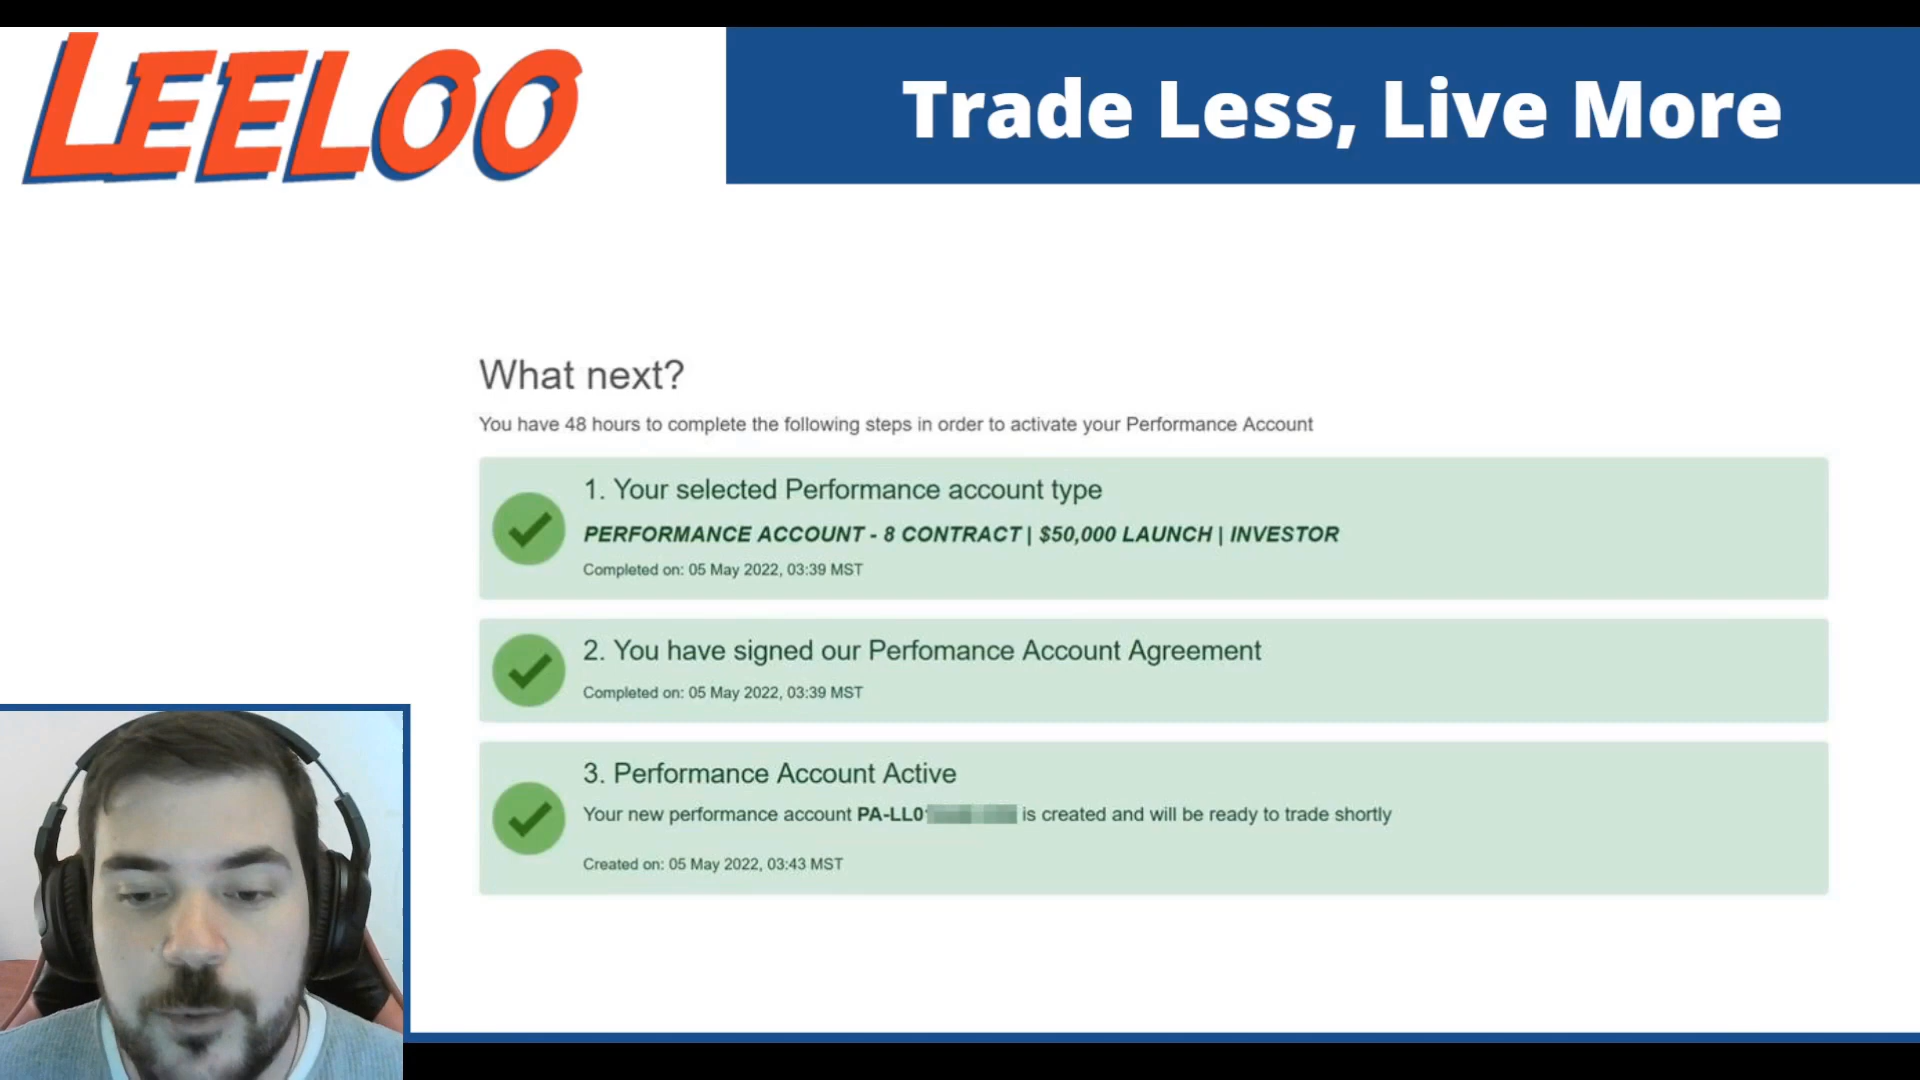 LEELOO
Trade Less, Live More
What next?
You have 48 hours to complete the following steps in order to activate your Performance Account
1. Your selected Performance account type
PERFORMANCE ACCOUNT - 8 CONTRACT | $50,000 LAUNCH | INVESTOR
Completed on: 05 May 2022, 03:39 MST
2. You have signed our Perfomance Account Agreement
Completed on: 05 May 2022, 03:39 MST
3. Performance Account Active
Your new performance account PA-LL0 is created and will be ready to trade shortly
Created on: 05 May 2022, 03:43 MST